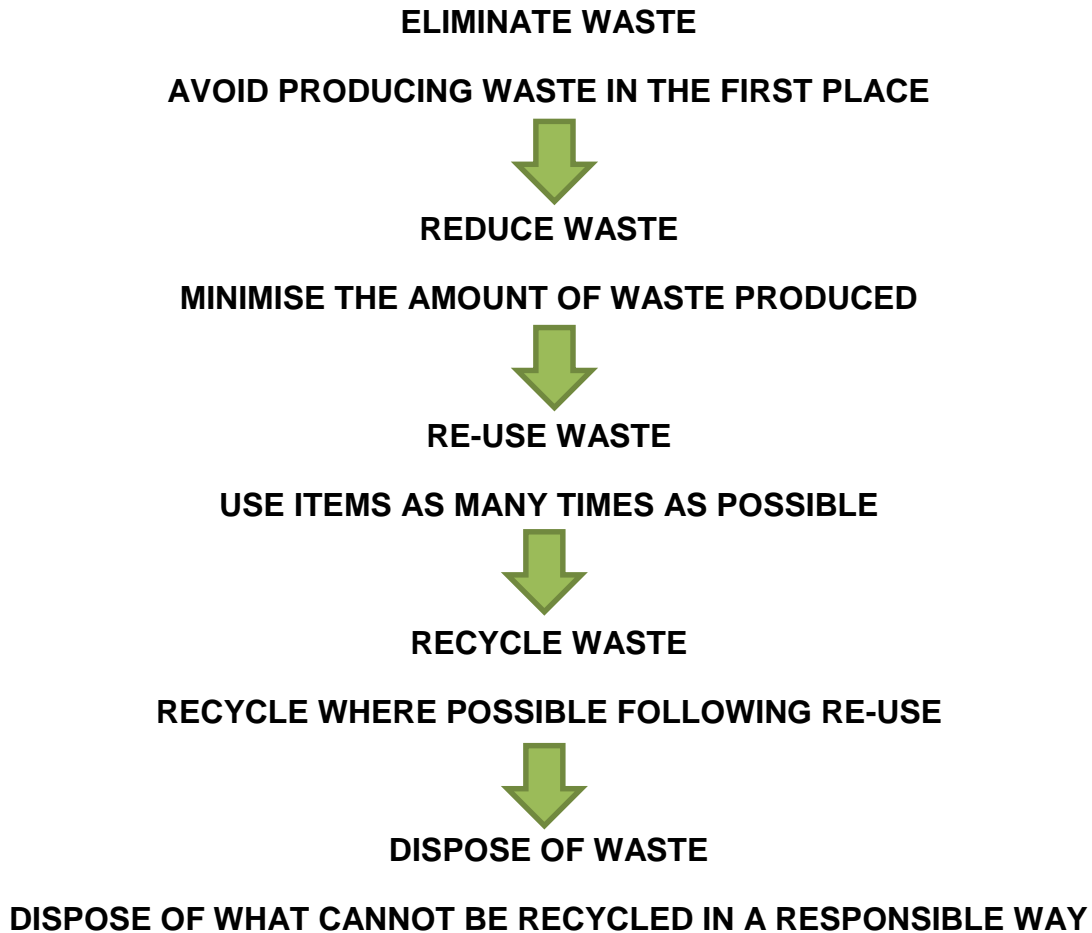 ELIMINATE WASTE
AVOID PRODUCING WASTE IN THE FIRST PLACE
REDUCE WASTE
MINIMISE THE AMOUNT OF WASTE PRODUCED
RE-USE WASTE
USE ITEMS AS MANY TIMES AS POSSIBLE
RECYCLE WASTE
RECYCLE WHERE POSSIBLE FOLLOWING RE-USE
DISPOSE OF WASTE
DISPOSE OF WHAT CANNOT BE RECYCLED IN A RESPONSIBLE WAY